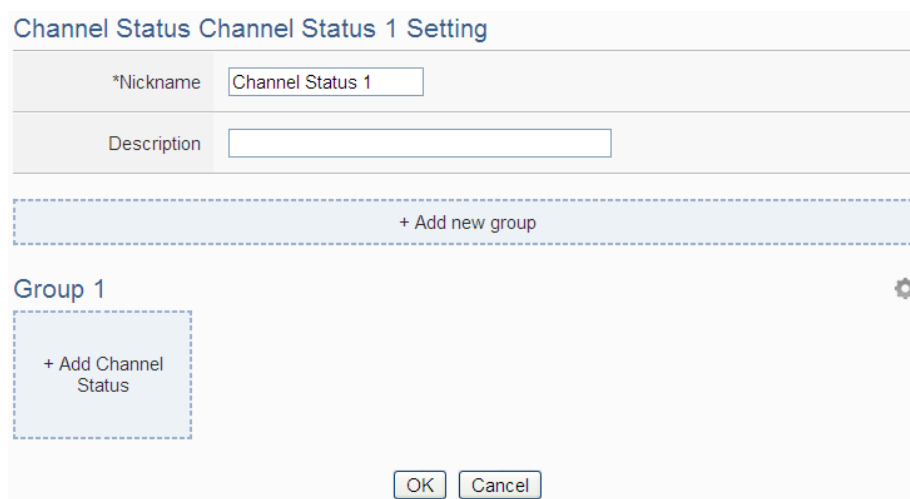 Channel Status Channel Status 1 Setting
*Nickname Channel Status 1
Description
+ Add new group
Group 1
+ Add Channel
Status
OK Cancel